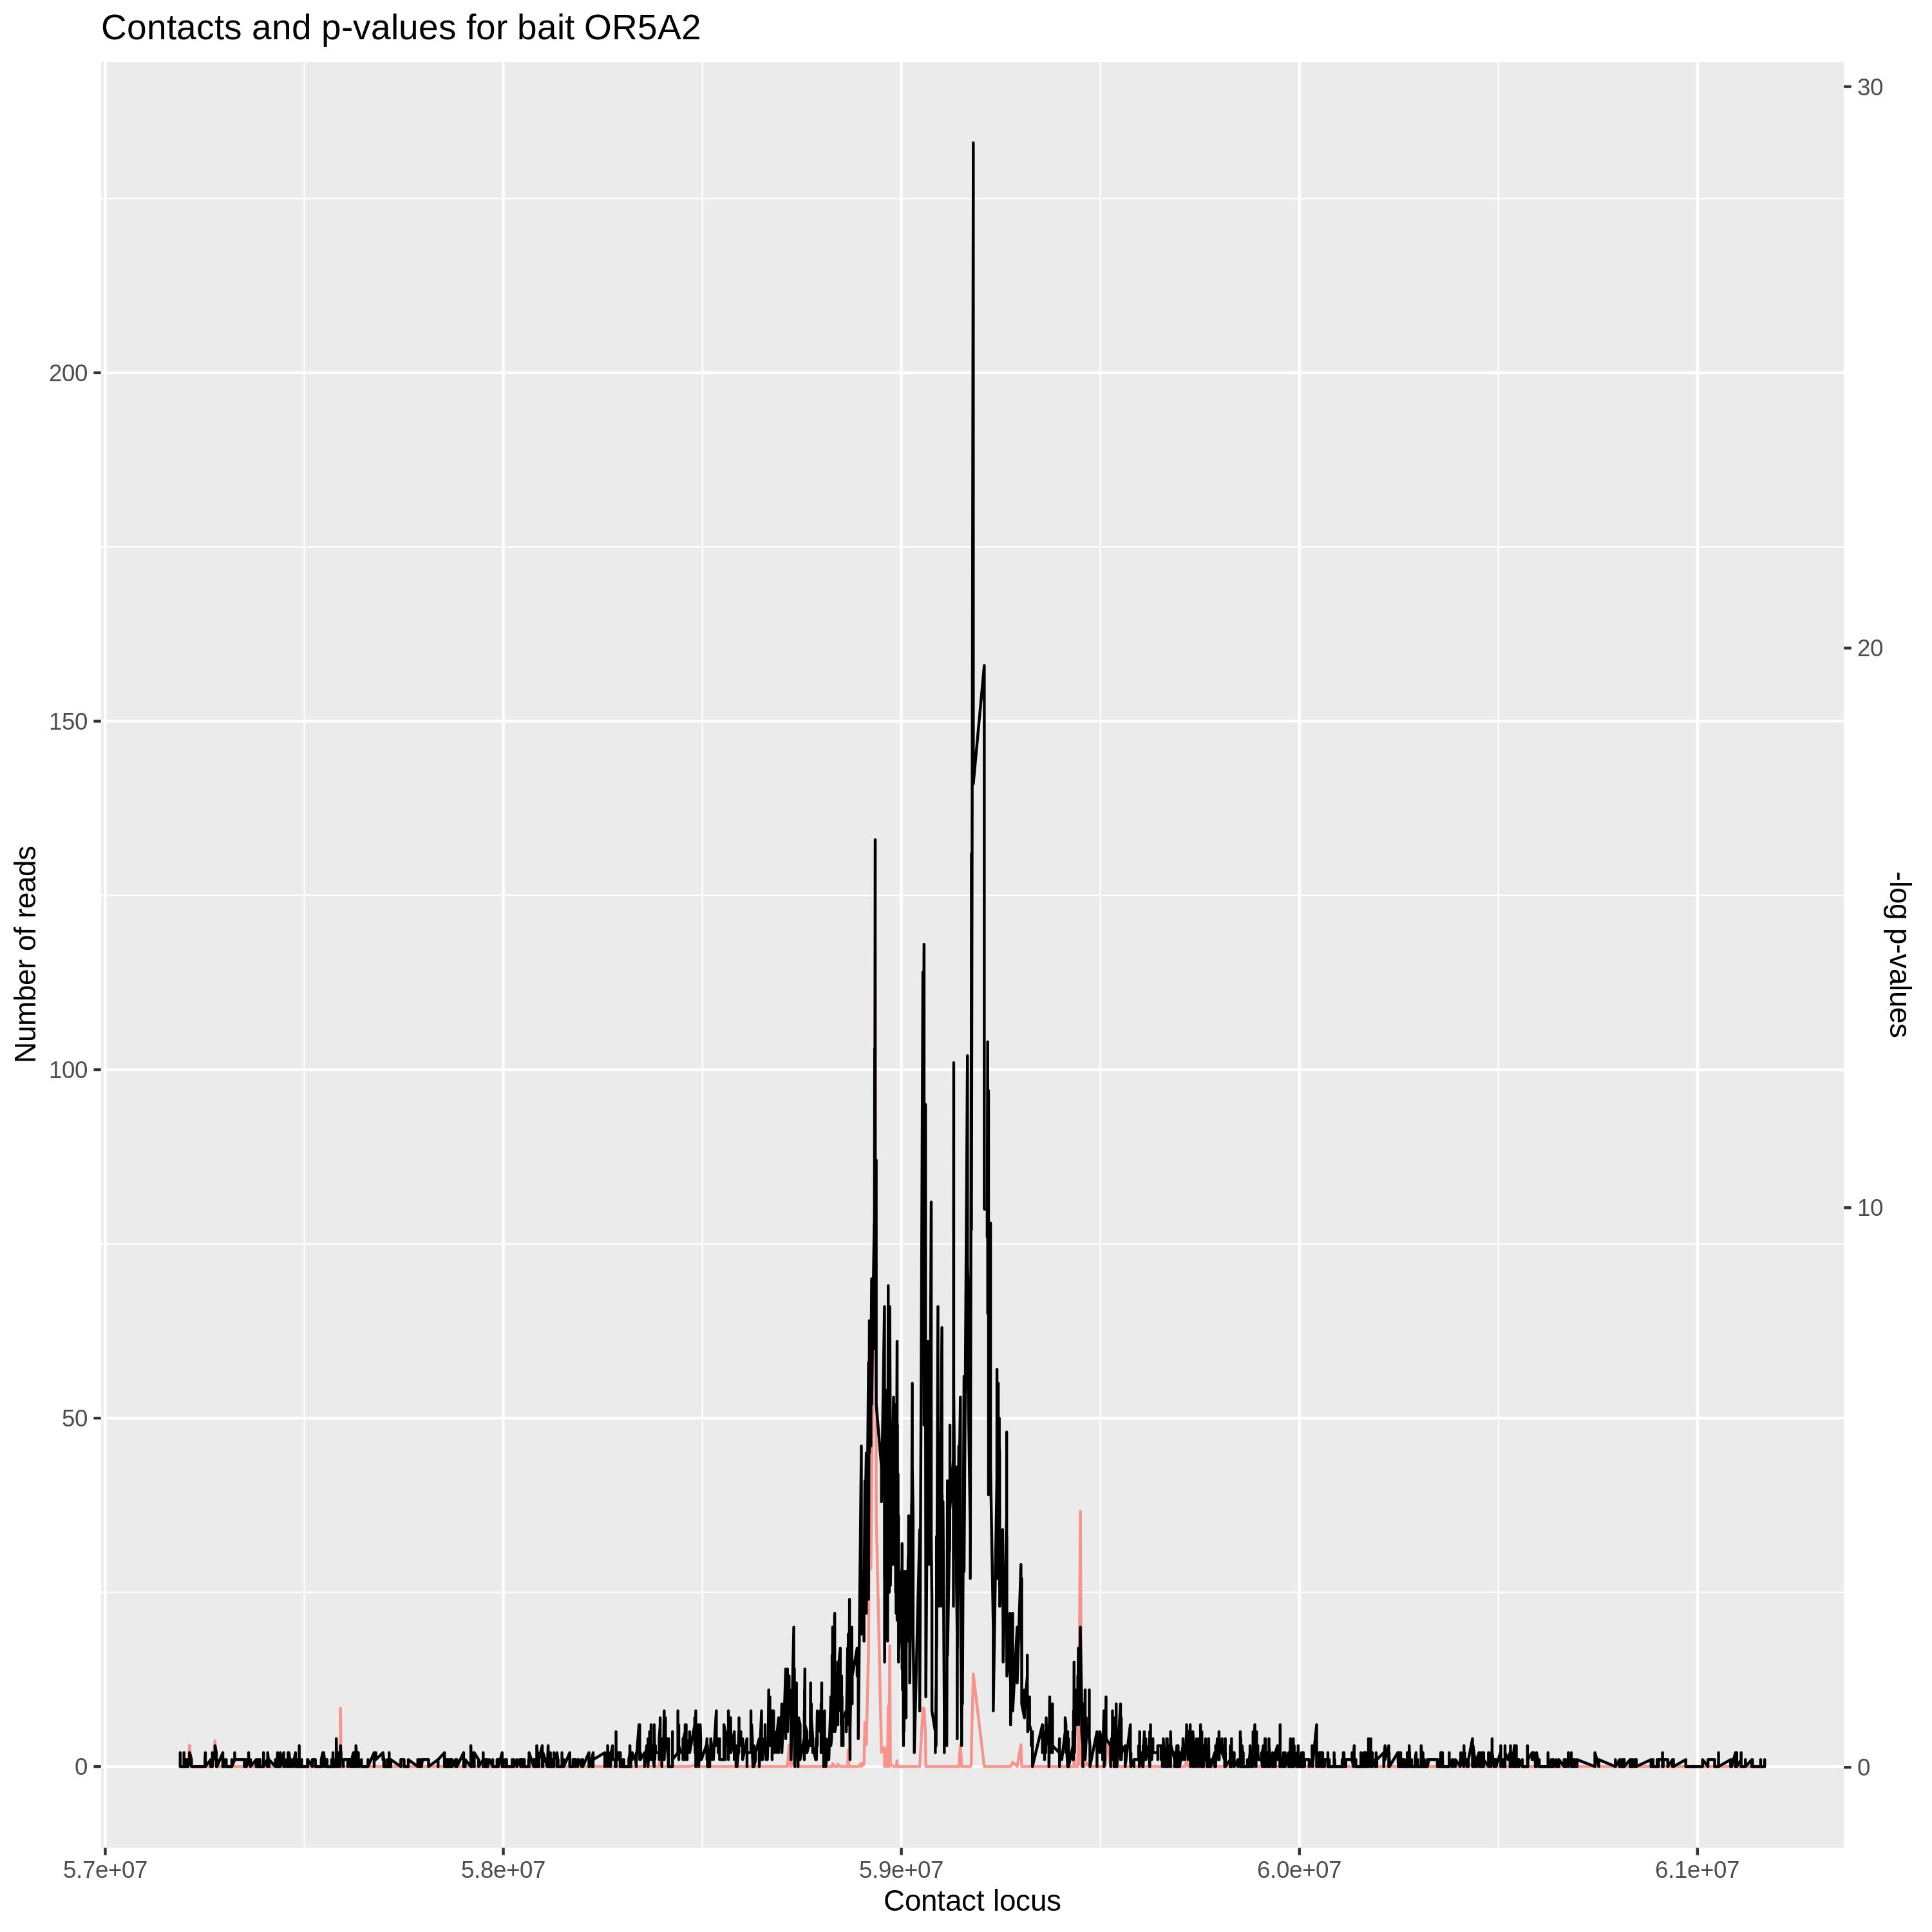 Contacts and p-values for bait OR5A2
Number of reads
200
150
100
50
0
30
20
10
0
-log p-values
5.7e+07 5.8e+07 5.9e+07 6.0e+07 6.1e+07
Contact locus